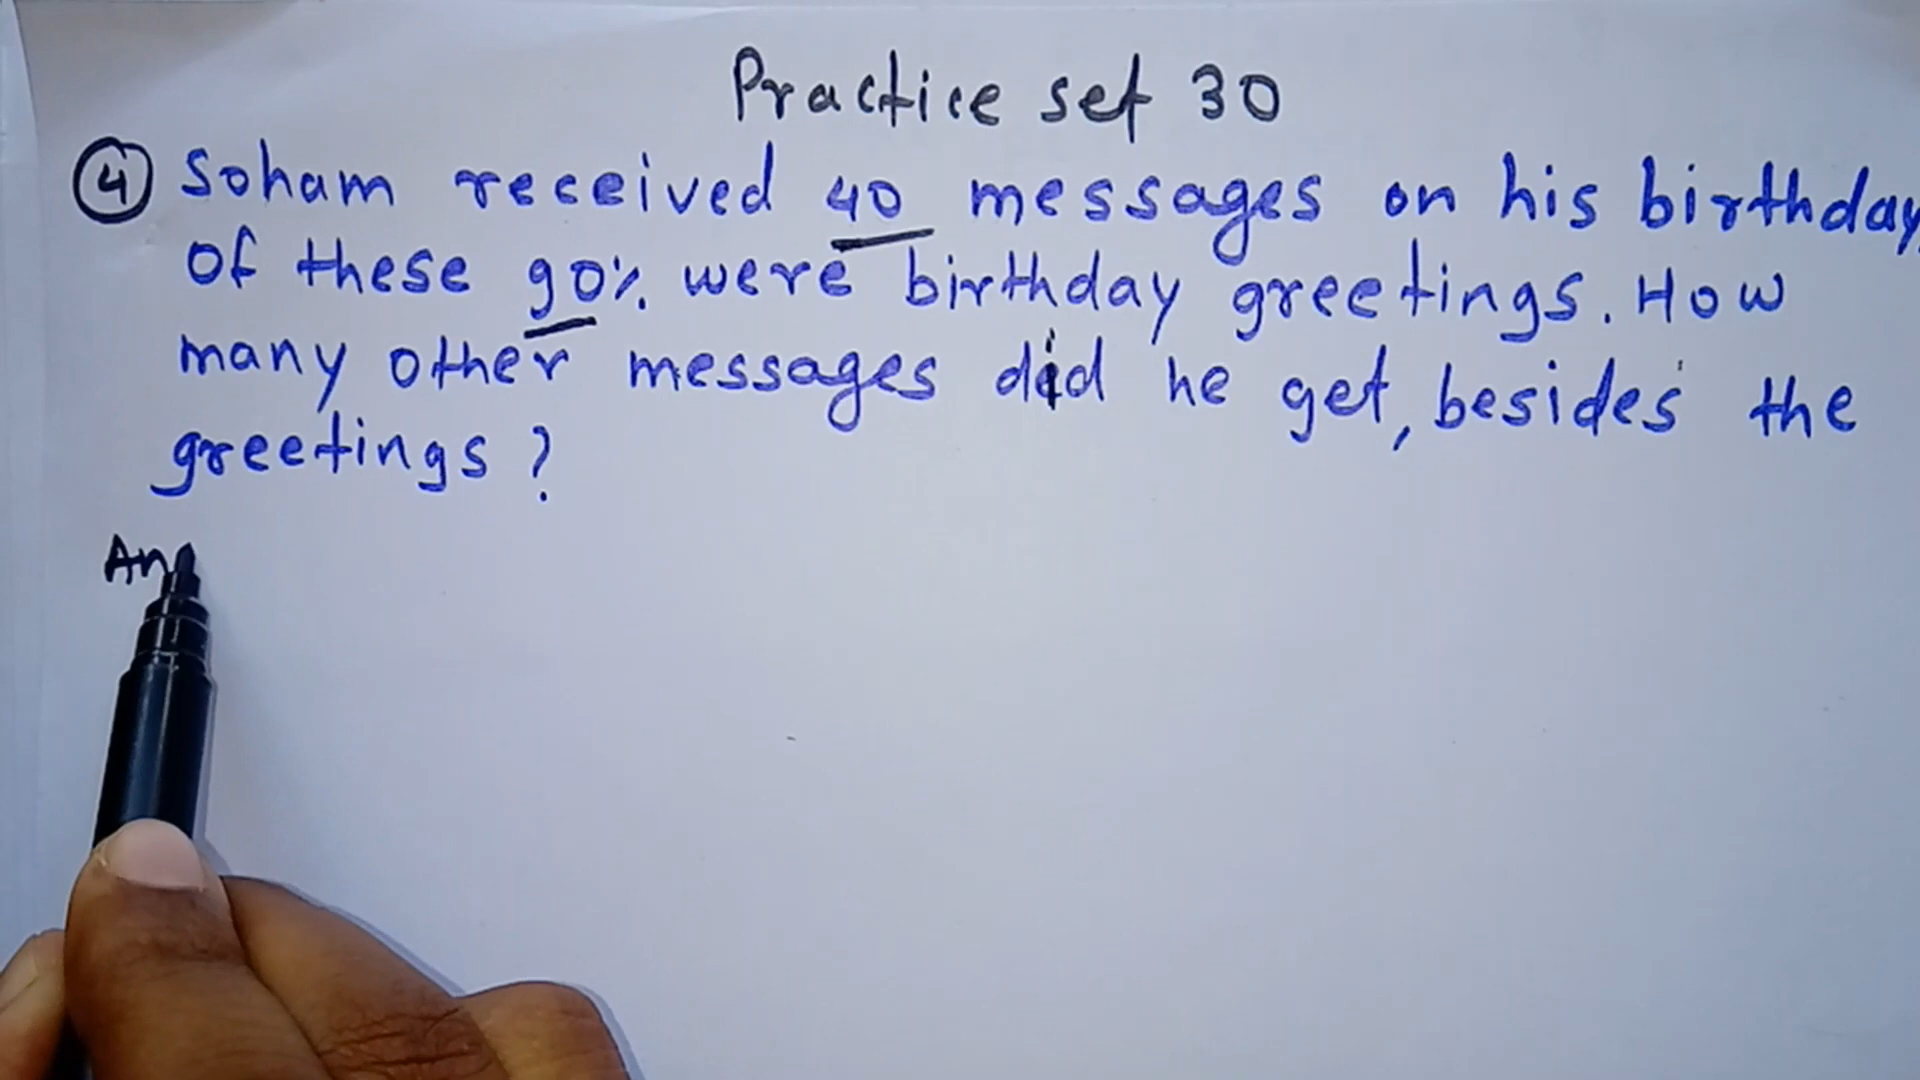 Practice set 30
4 Soham received 40 messages on his birthday,
Of these 90% were birthday greetings. How
many other messages did he get, besides the
greetings?
An